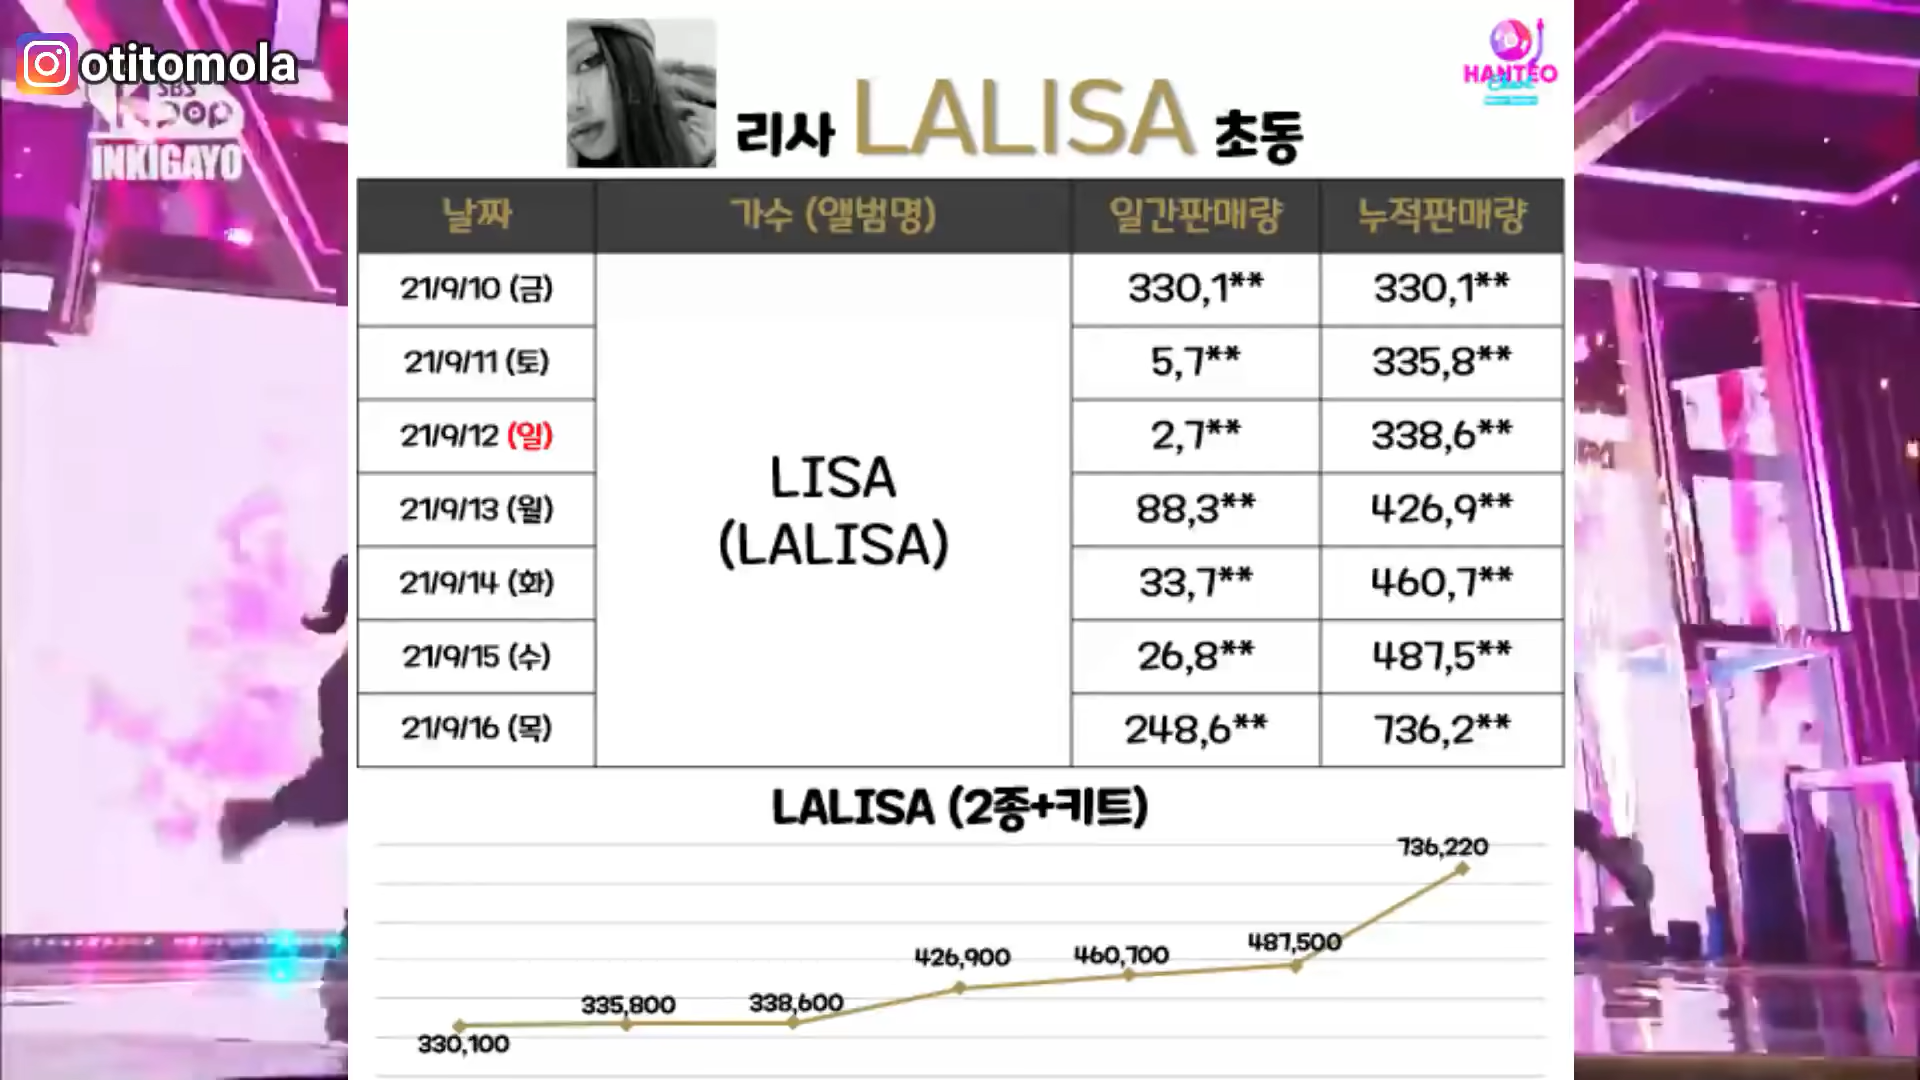 otitomola
SBS
Kpop
INKIGAYO
HANTEO
Chart
리사 LALISA 초동
날짜 가수 (앨범명) 일간판매량 누적판매량
21/9/10 (금) 330,1** 330,1**
21/9/11 (토) 5,7** 335,8**
21/9/12 (일) 2,7** 338,6**
21/9/13 (월) 88,3** 426,9**
21/9/14 (화) 33,7** 460,7**
21/9/15 (수) 26,8** 487,5**
21/9/16 (목) 248,6** 736,2**
LISA
(LALISA)
LALISA (2종+키트)
330,100
335,800
338,600
426,900
460,700
487,500
736,220